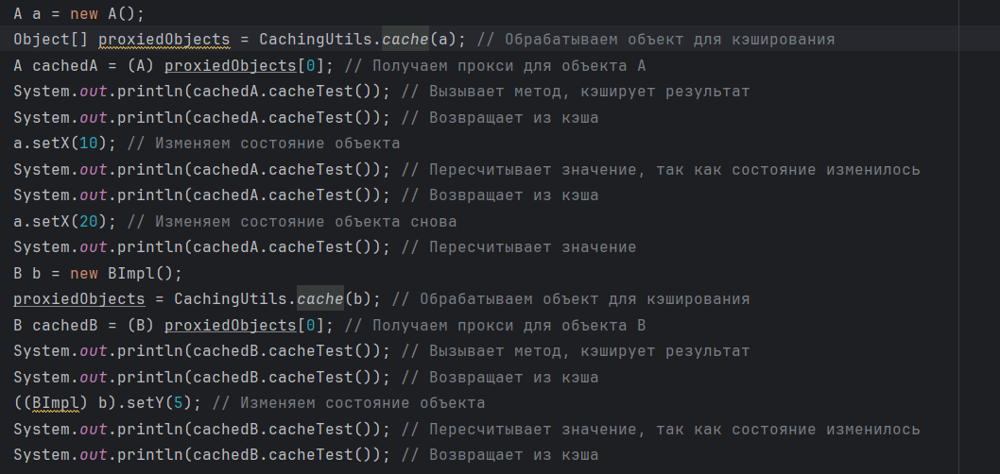 A a = new A();
Object[] proxiedObjects = CachingUtils.cache(a); // Обрабатываем объект для кэширования
A cachedA = (A) proxiedObjects[0]; // Получаем прокси для объекта A
System.out.println(cachedA.cacheTest()); // Вызывает метод, кэширует результат
System.out.println(cachedA.cacheTest()); // Возвращает из кэша
a.setX(10); // Изменяем состояние объекта
System.out.println(cachedA.cacheTest()); // Пересчитывает значение, так как состояние изменилось
System.out.println(cachedA.cacheTest()); // Возвращает из кэша
a.setX(20); // Изменяем состояние объекта снова
System.out.println(cachedA.cacheTest()); // Пересчитывает значение
B b = new BImpl();
proxiedObjects = CachingUtils.cache(b); // Обрабатываем объект для кэширования
B cachedB = (B) proxiedObjects[0]; // Получаем прокси для объекта B
System.out.println(cachedB.cacheTest()); // Вызывает метод, кэширует результат
System.out.println(cachedB.cacheTest()); // Возвращает из кэша
((BImpl) b).setY(5); // Изменяем состояние объекта
System.out.println(cachedB.cacheTest()); // Пересчитывает значение, так как состояние изменилось
System.out.println(cachedB.cacheTest()); // Возвращает из кэша